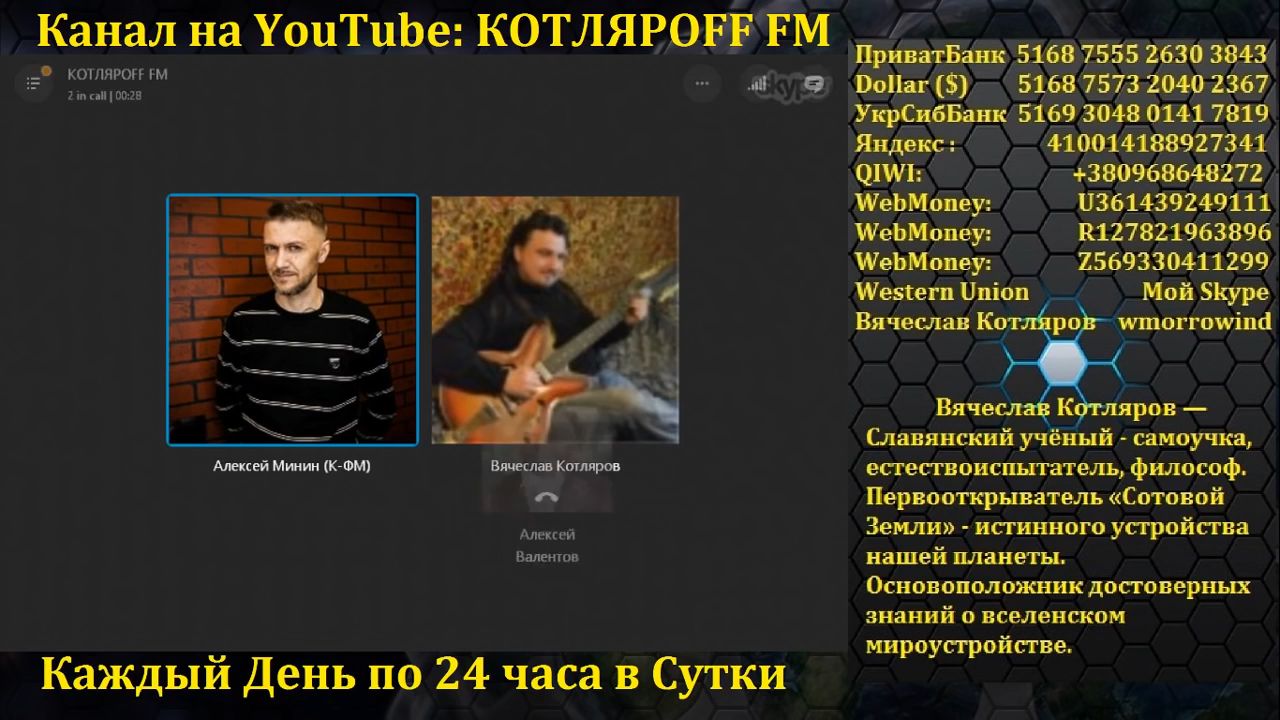 Канал на YouTube: КОТЛЯРОFF FM
КОТЛЯРОFF FM
2 in call | 00:28
skype
Алексей Минин (К-ФМ)
Вячеслав Котляров
Алексей
Валентов
Каждый День по 24 часа в Сутки
ПриватБанк 5168 7555 2630 3843
Dollar ($) 5168 7573 2040 2367
УкрСибБанк 5169 3048 0141 7819
Яндекс : 410014188927341
QIWI: +380968648272
WebMoney: U361439249111
WebMoney: R127821963896
WebMoney: Z569330411299
Western Union Мой Skype
Вячеслав Котляров wmorrowind
Вячеслав Котляров —
Славянский учёный - самоучка,
естествоиспытатель, философ.
Первооткрыватель «Сотовой
Земли» - истинного устройства
нашей планеты.
Основоположник достоверных
знаний о вселенском
мироустройстве.